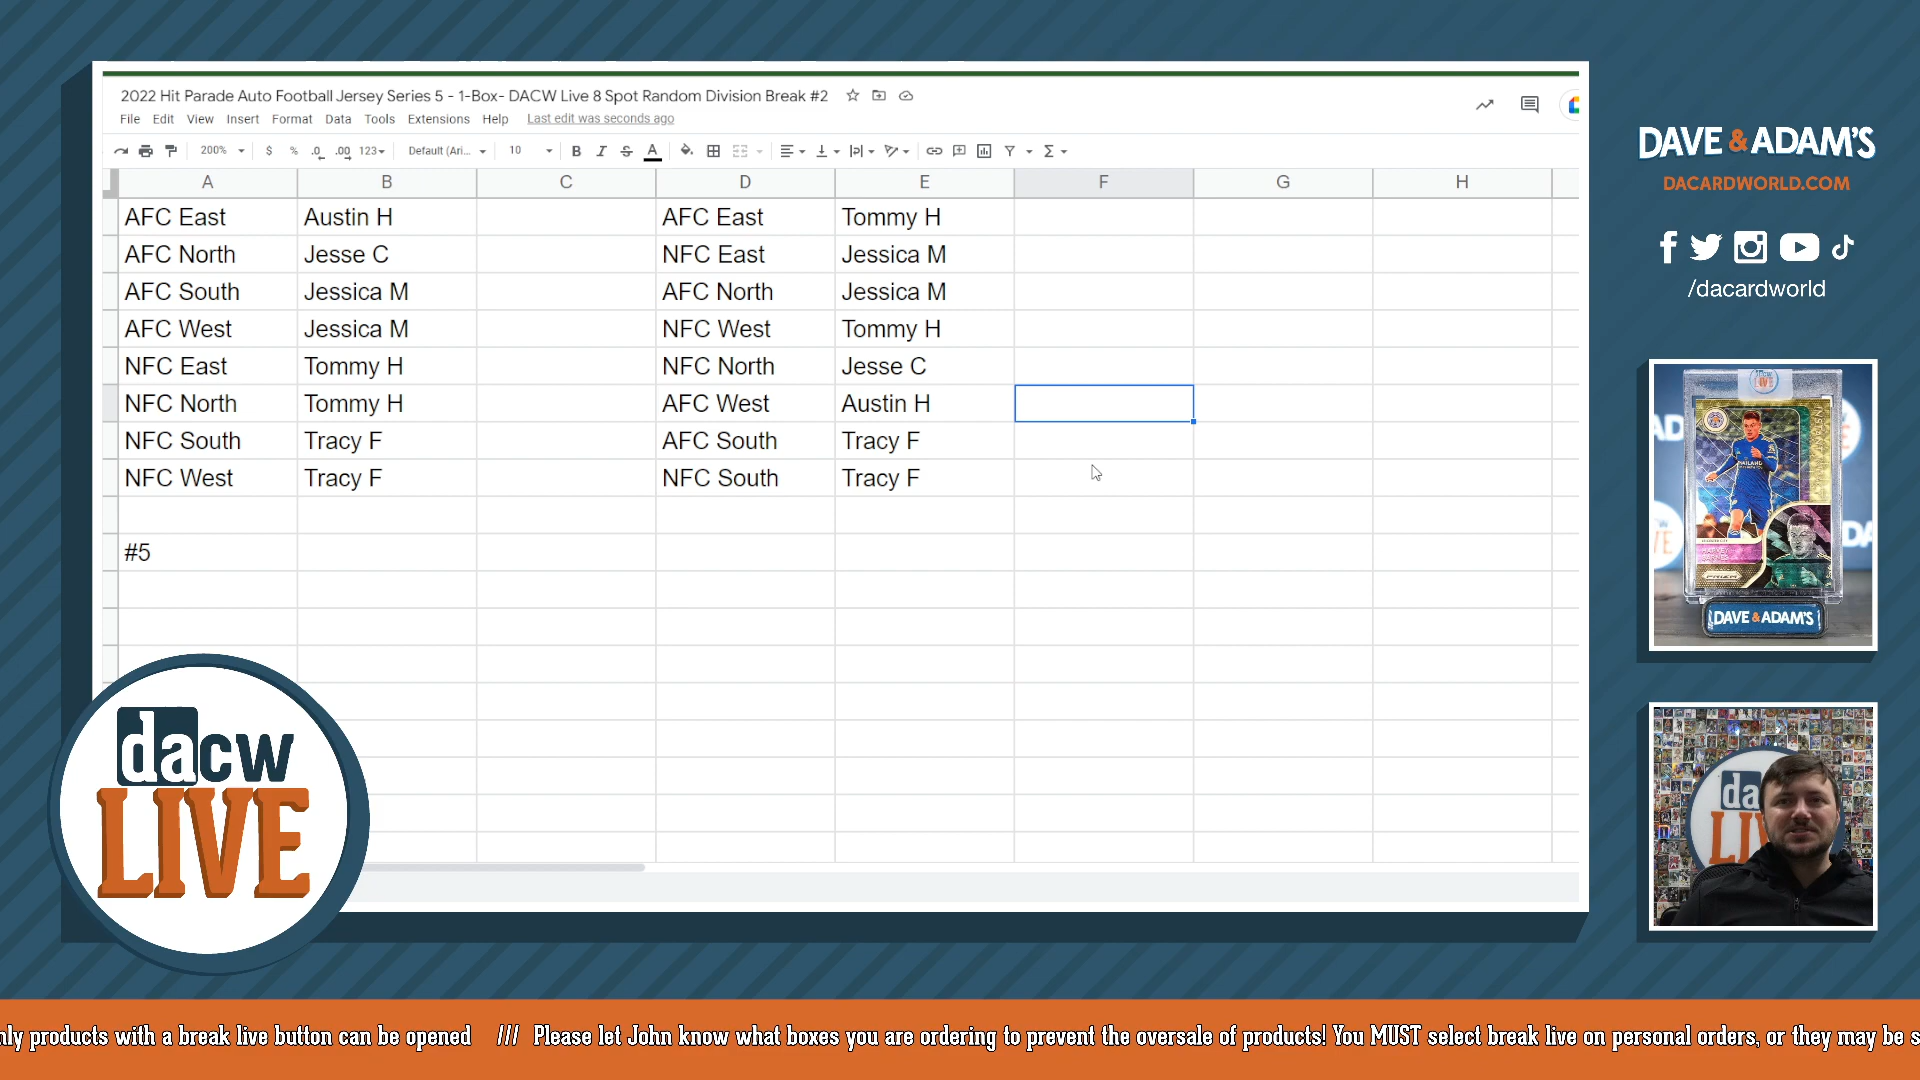 2022 Hit Parade Auto Football Jersey Series 5 - 1-Box- DACW Live 8 Spot Random Division Break #2
File Edit View Insert Format Data Tools Extensions Help Last edit was seconds ago
200% $ % .0 .00 123 Default (Ari... 10 B I S A
A B C D E F G H
AFC East Austin H AFC East Tommy H
AFC North Jesse C NFC East Jessica M
AFC South Jessica M AFC North Jessica M
AFC West Jessica M NFC West Tommy H
NFC East Tommy H NFC North Jesse C
NFC North Tommy H AFC West Austin H
NFC South Tracy F AFC South Tracy F
NFC West Tracy F NFC South Tracy F
#5
dacw
LIVE
DAVE & ADAM'S
DACARDWORLD.COM
/dacardworld
PRIZM
DAVE & ADAM'S
da
LIV
nly products with a break live button can be opened /// Please let John know what boxes you are ordering to prevent the oversale of products! You MUST select break live on personal orders, or they may be s